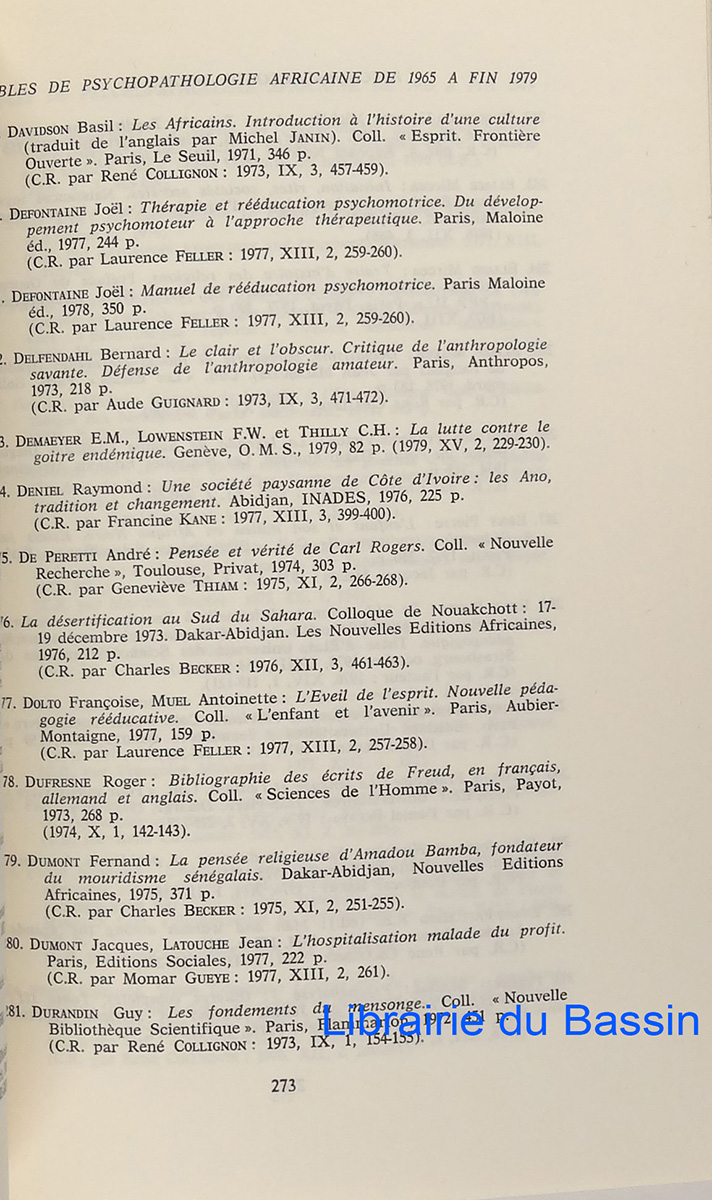 BLES DE PSYCHOPATHOLOGIE AFRICAINE DE 1965 A FIN 1979
DAVIDSON Basil : Les Africains. Introduction à l'histoire d'une culture
(traduit de l'anglais par Michel JANIN). Coll. « Esprit. Frontière
Ouverte ». Paris, Le Seuil, 1971, 346 p.
(C.R. par René COLLIGNON : 1973, IX, 3, 457-459).
. DEFONTAINE Joël : Thérapie et rééducation psychomotrice. Du dévelop-
pement psychomoteur à l'approche thérapeutique. Paris, Maloine
éd., 1977, 244 p.
(C.R. par Laurence FELLER : 1977, XIII, 2, 259-260).
. DEFONTAINE Joël : Manuel de rééducation psychomotrice. Paris Maloine
éd., 1978, 350 p.
(C.R. par Laurence FELLER : 1977, XIII, 2, 259-260).
2. DELFENDAHL Bernard : Le clair et l'obscur. Critique de l'anthropologie
savante. Défense de l'anthropologie amateur. Paris, Anthropos,
1973, 218 p.
(C.R. par Aude GUIGNARD : 1973, IX, 3, 471-472).
3. DEMAEYER E.M., LOWENSTEIN F.W. et THILLY C.H. : La lutte contre le
goitre endémique. Genève, O.M.S., 1979, 82 p. (1979, XV, 2, 229-230).
4. DENIEL Raymond : Une société paysanne de Côte d'Ivoire : les Ano,
tradition et changement. Abidjan, INADES, 1976, 225 p.
(C.R. par Francine KANE : 1977, XIII, 3, 399-400).
75. DE PERETTI André : Pensée et vérité de Carl Rogers. Coll. « Nouvelle
Recherche », Toulouse, Privat, 1974, 303 p.
(C.R. par Geneviève THIAM : 1975, XI, 2, 266-268).
76. La désertification au Sud du Sahara. Colloque de Nouakchott : 17-
19 décembre 1973. Dakar-Abidjan. Les Nouvelles Editions Africaines,
1976, 212 p.
(C.R. par Charles BECKER : 1976, XII, 3, 461-463).
77. DOLTO Françoise, MUEL Antoinette : L'Eveil de l'esprit. Nouvelle péda-
gogie rééducative. Coll. « L'enfant et l'avenir ». Paris, Aubier-
Montaigne, 1977, 159 p.
(C.R. par Laurence FELLER : 1977, XIII, 2, 257-258).
78. DUFRESNE Roger : Bibliographie des écrits de Freud, en français,
allemand et anglais. Coll. « Sciences de l'Homme ». Paris, Payot,
1973, 268 p.
(1974, X, 1, 142-143).
79. DUMONT Fernand : La pensée religieuse d'Amadou Bamba, fondateur
du mouridisme sénégalais. Dakar-Abidjan, Nouvelles Editions
Africaines, 1975, 371 p.
(C.R. par Charles BECKER : 1975, XI, 2, 251-255).
80. DUMONT Jacques, LATOUCHE Jean : L'hospitalisation malade du profit.
Paris, Editions Sociales, 1977, 222 p.
(C.R. par Momar GUEYE : 1977, XIII, 2, 261).
281. DURANDIN Guy : Les fondements du mensonge. Coll. « Nouvelle
Bibliothèque Scientifique ». Paris, Flammarion, 1972, 451 p.
(C.R. par René COLLIGNON : 1973, IX, 1, 154-155).
Librairie du Bassin
273